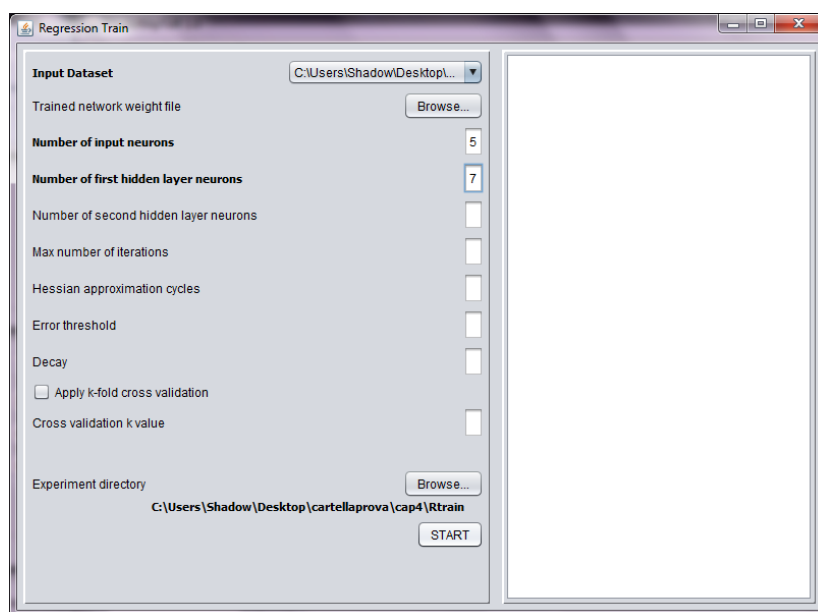 Regression Train
Input Dataset C:\Users\Shadow\Desktop\...
Trained network weight file Browse...
Number of input neurons 5
Number of first hidden layer neurons 7
Number of second hidden layer neurons
Max number of iterations
Hessian approximation cycles
Error threshold
Decay
Apply k-fold cross validation
Cross validation k value
Experiment directory Browse...
C:\Users\Shadow\Desktop\cartellaprova\cap4\Rtrain
START